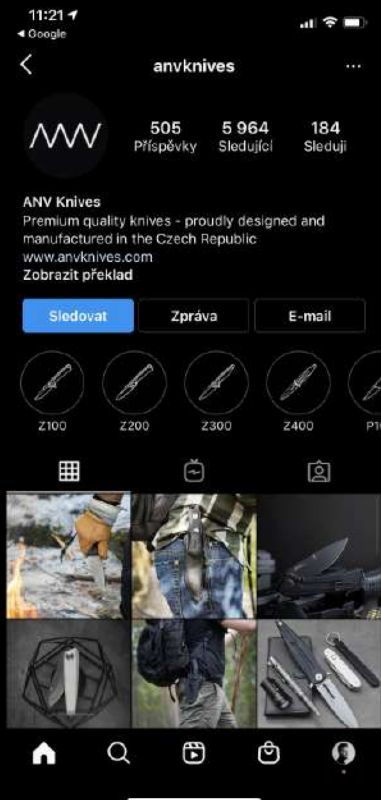 11:21
◀ Google
anvknives
505 5 964 184
Příspěvky Sledující Sleduji
ANV Knives
Premium quality knives - proudly designed and
manufactured in the Czech Republic
www.anvknives.com
Zobrazit překlad
Sledovat Zpráva E-mail
Z100 Z200 Z300 Z400 P1